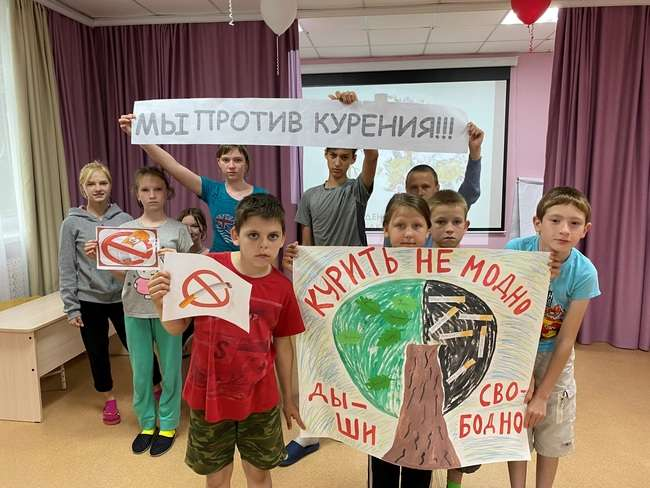 МЫ ПРОТИВ КУРЕНИЯ!!!
КУРИТЬ НЕ МОДНО
ДЫ–
ШИ
СВО-
БОДНО